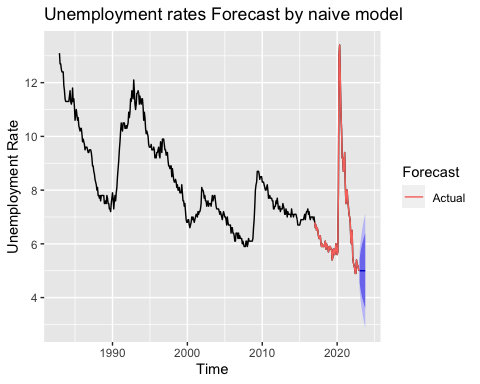 Unemployment rates Forecast by naive model
Unemployment Rate
12
10
8
6
4
1990
2000
2010
2020
Time
Forecast
Actual